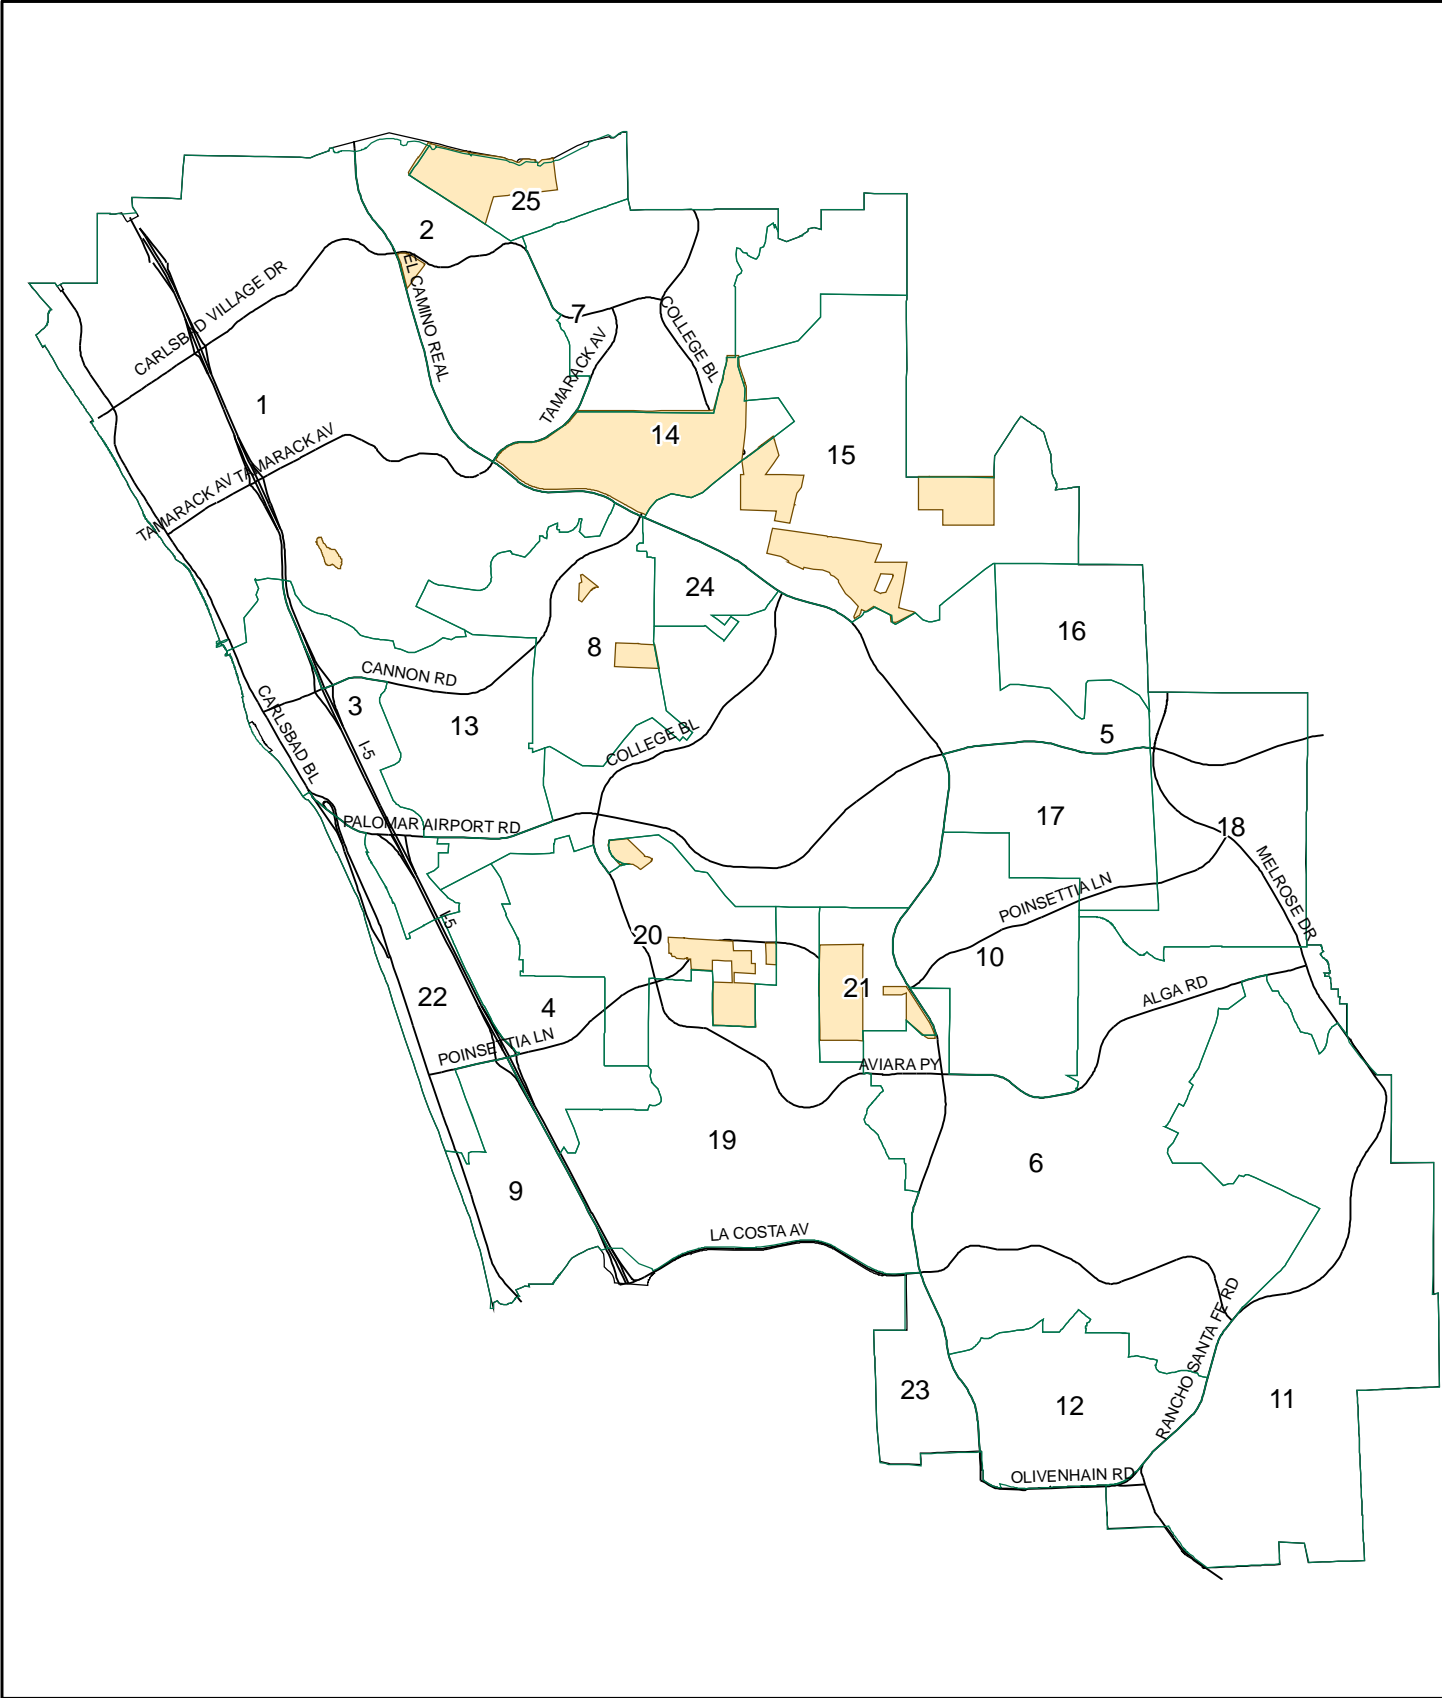 25
2
CARLSBAD VILLAGE DR
EL CAMINO REAL
7
COLLEGE BL
TAMARACK AV
1
14
TAMARACK AV
TAMARACK AV
15
24
16
8
CANNON RD
3
13
CARLSBAD BL
I-5
COLLEGE BL
5
17
PALOMAR AIRPORT RD
18
MELROSE DR
POINSETTIA LN
I-5
20
10
22
4
21
ALGA RD
POINSETTIA LN
AVIARA PY
19
6
9
LA COSTA AV
RANCHO SANTA FE RD
23
12
11
OLIVENHAIN RD